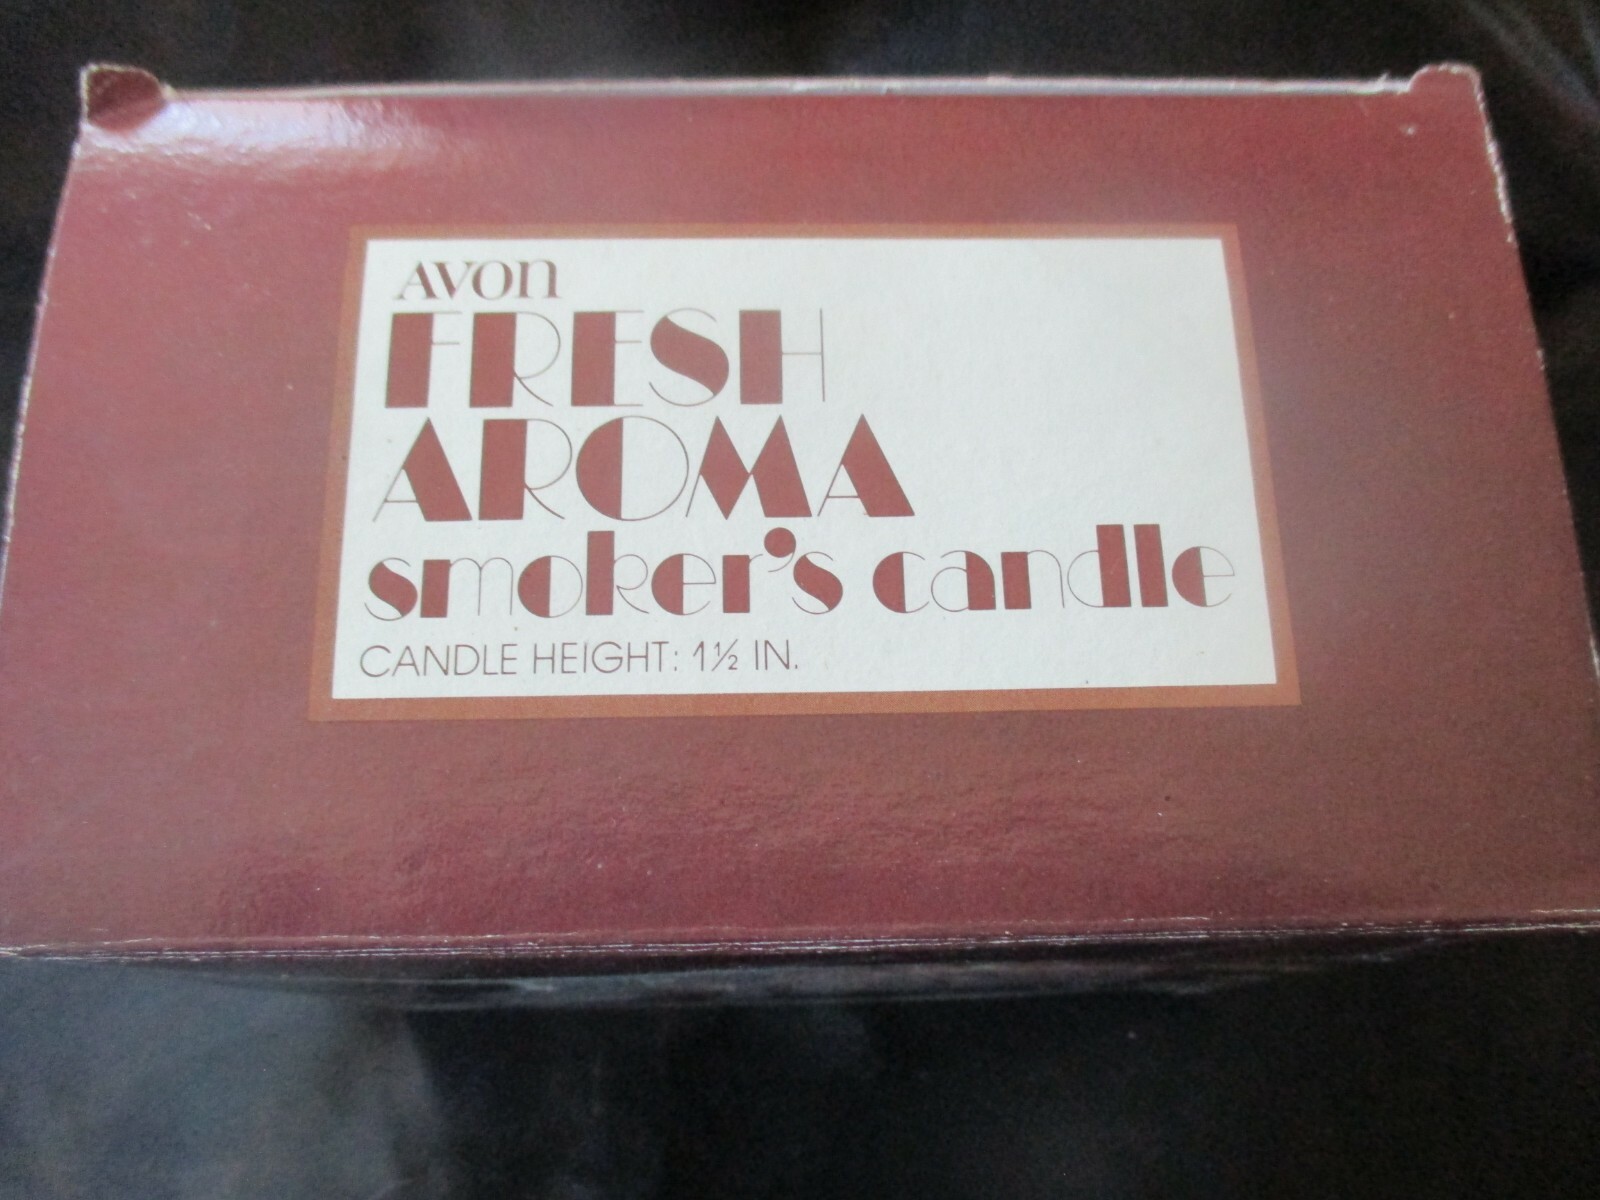 AVON
FRESH
AROMA
smoker's candle
CANDLE HEIGHT: 1½ IN.